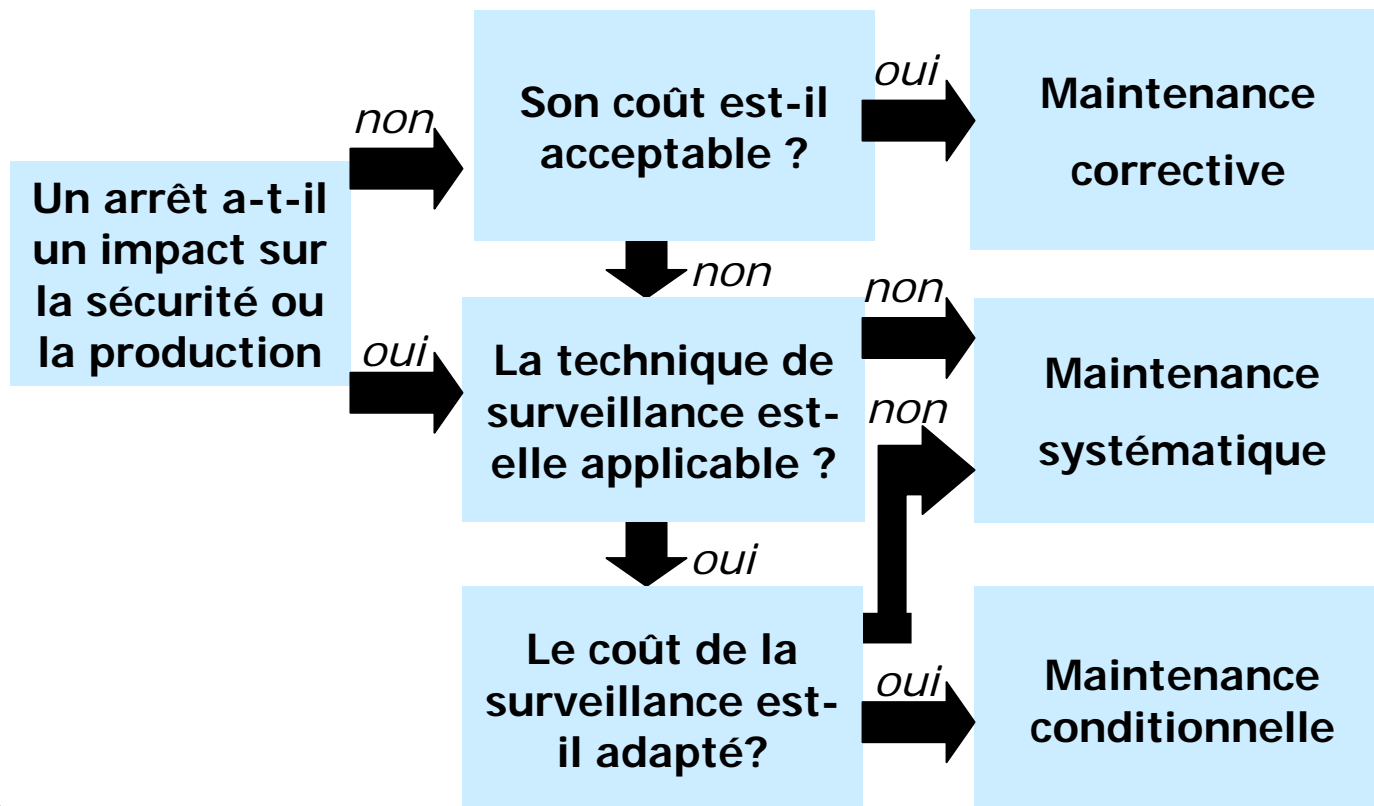 Un arrêt a-t-il
un impact sur
la sécurité ou
la production
non
oui
Son coût est-il
acceptable ?
oui
non
Maintenance
corrective
La technique de
surveillance est-
elle applicable ?
non
non
oui
Maintenance
systématique
Le coût de la
surveillance est-
il adapté?
oui
Maintenance
conditionnelle